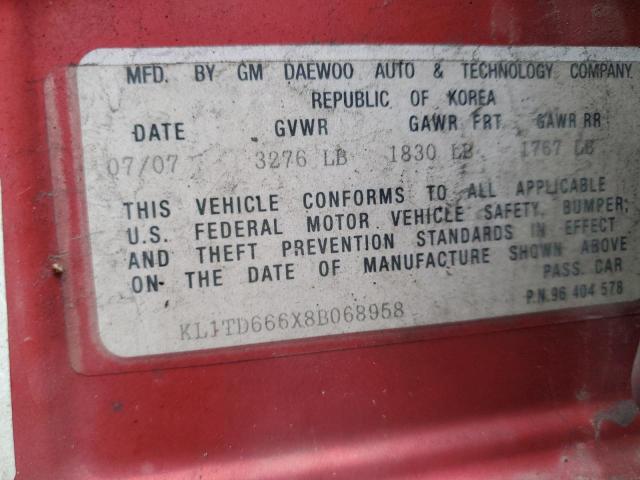 MFD. BY GM DAEWOO AUTO & TECHNOLOGY COMPANY
REPUBLIC OF KOREA
DATE GVWR GAWR FRT GAWR RR
07/07 3276 LB 1830 LB 1767 LB
THIS VEHICLE CONFORMS TO ALL APPLICABLE
U.S. FEDERAL MOTOR VEHICLE SAFETY, BUMPER,
AND THEFT PREVENTION STANDARDS IN EFFECT
ON THE DATE OF MANUFACTURE SHOWN ABOVE
PASS. CAR
P.N.96 404 578
KL1TD666X8B068958